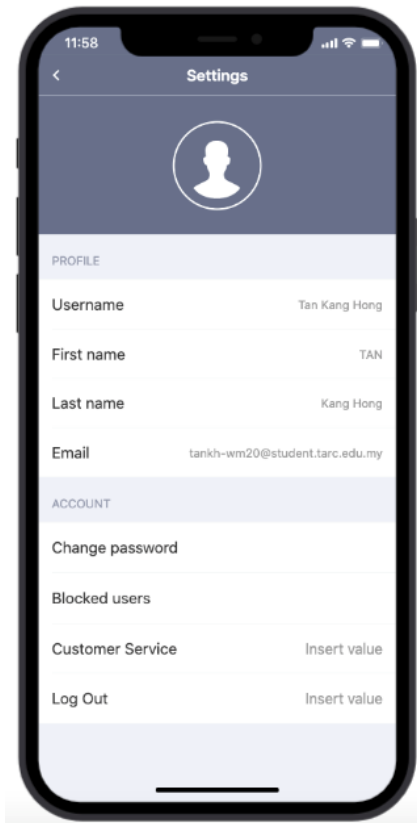 11:58
Settings
PROFILE
Username Tan Kang Hong
First name TAN
Last name Kang Hong
Email tankh-wm20@student.tarc.edu.my
ACCOUNT
Change password
Blocked users
Customer Service Insert value
Log Out Insert value